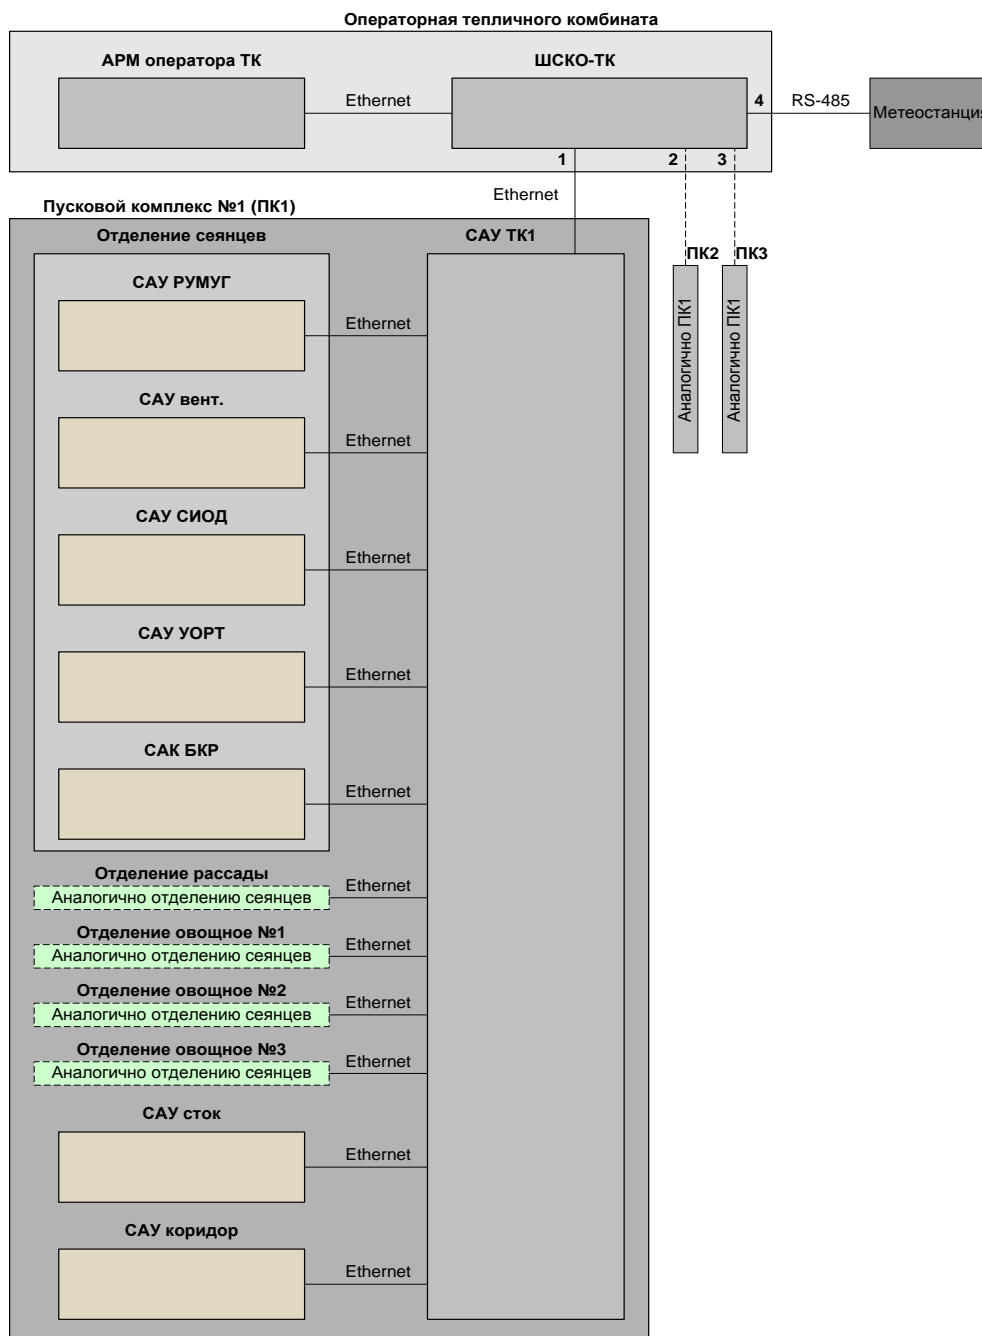 Операторная тепличного комбината
АРМ оператора ТК
ШСКО-ТК
Ethernet
4
RS-485
Метеостанция
1
2
3
Ethernet
Пусковой комплекс №1 (ПК1)
Отделение сеянцев
САУ ТК1
ПК2
ПК3
Аналогично ПК1
Аналогично ПК1
САУ РУМУГ
Ethernet
САУ вент.
Ethernet
САУ СИОД
Ethernet
САУ УОРТ
Ethernet
САК БКР
Ethernet
Отделение рассады
Ethernet
Аналогично отделению сеянцев
Отделение овощное №1
Ethernet
Аналогично отделению сеянцев
Отделение овощное №2
Ethernet
Аналогично отделению сеянцев
Отделение овощное №3
Ethernet
Аналогично отделению сеянцев
САУ сток
Ethernet
САУ коридор
Ethernet